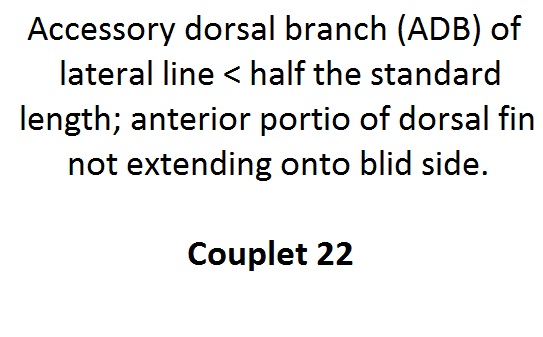 Accessory dorsal branch (ADB) of
lateral line < half the standard
length; anterior portio of dorsal fin
not extending onto blid side.
Couplet 22